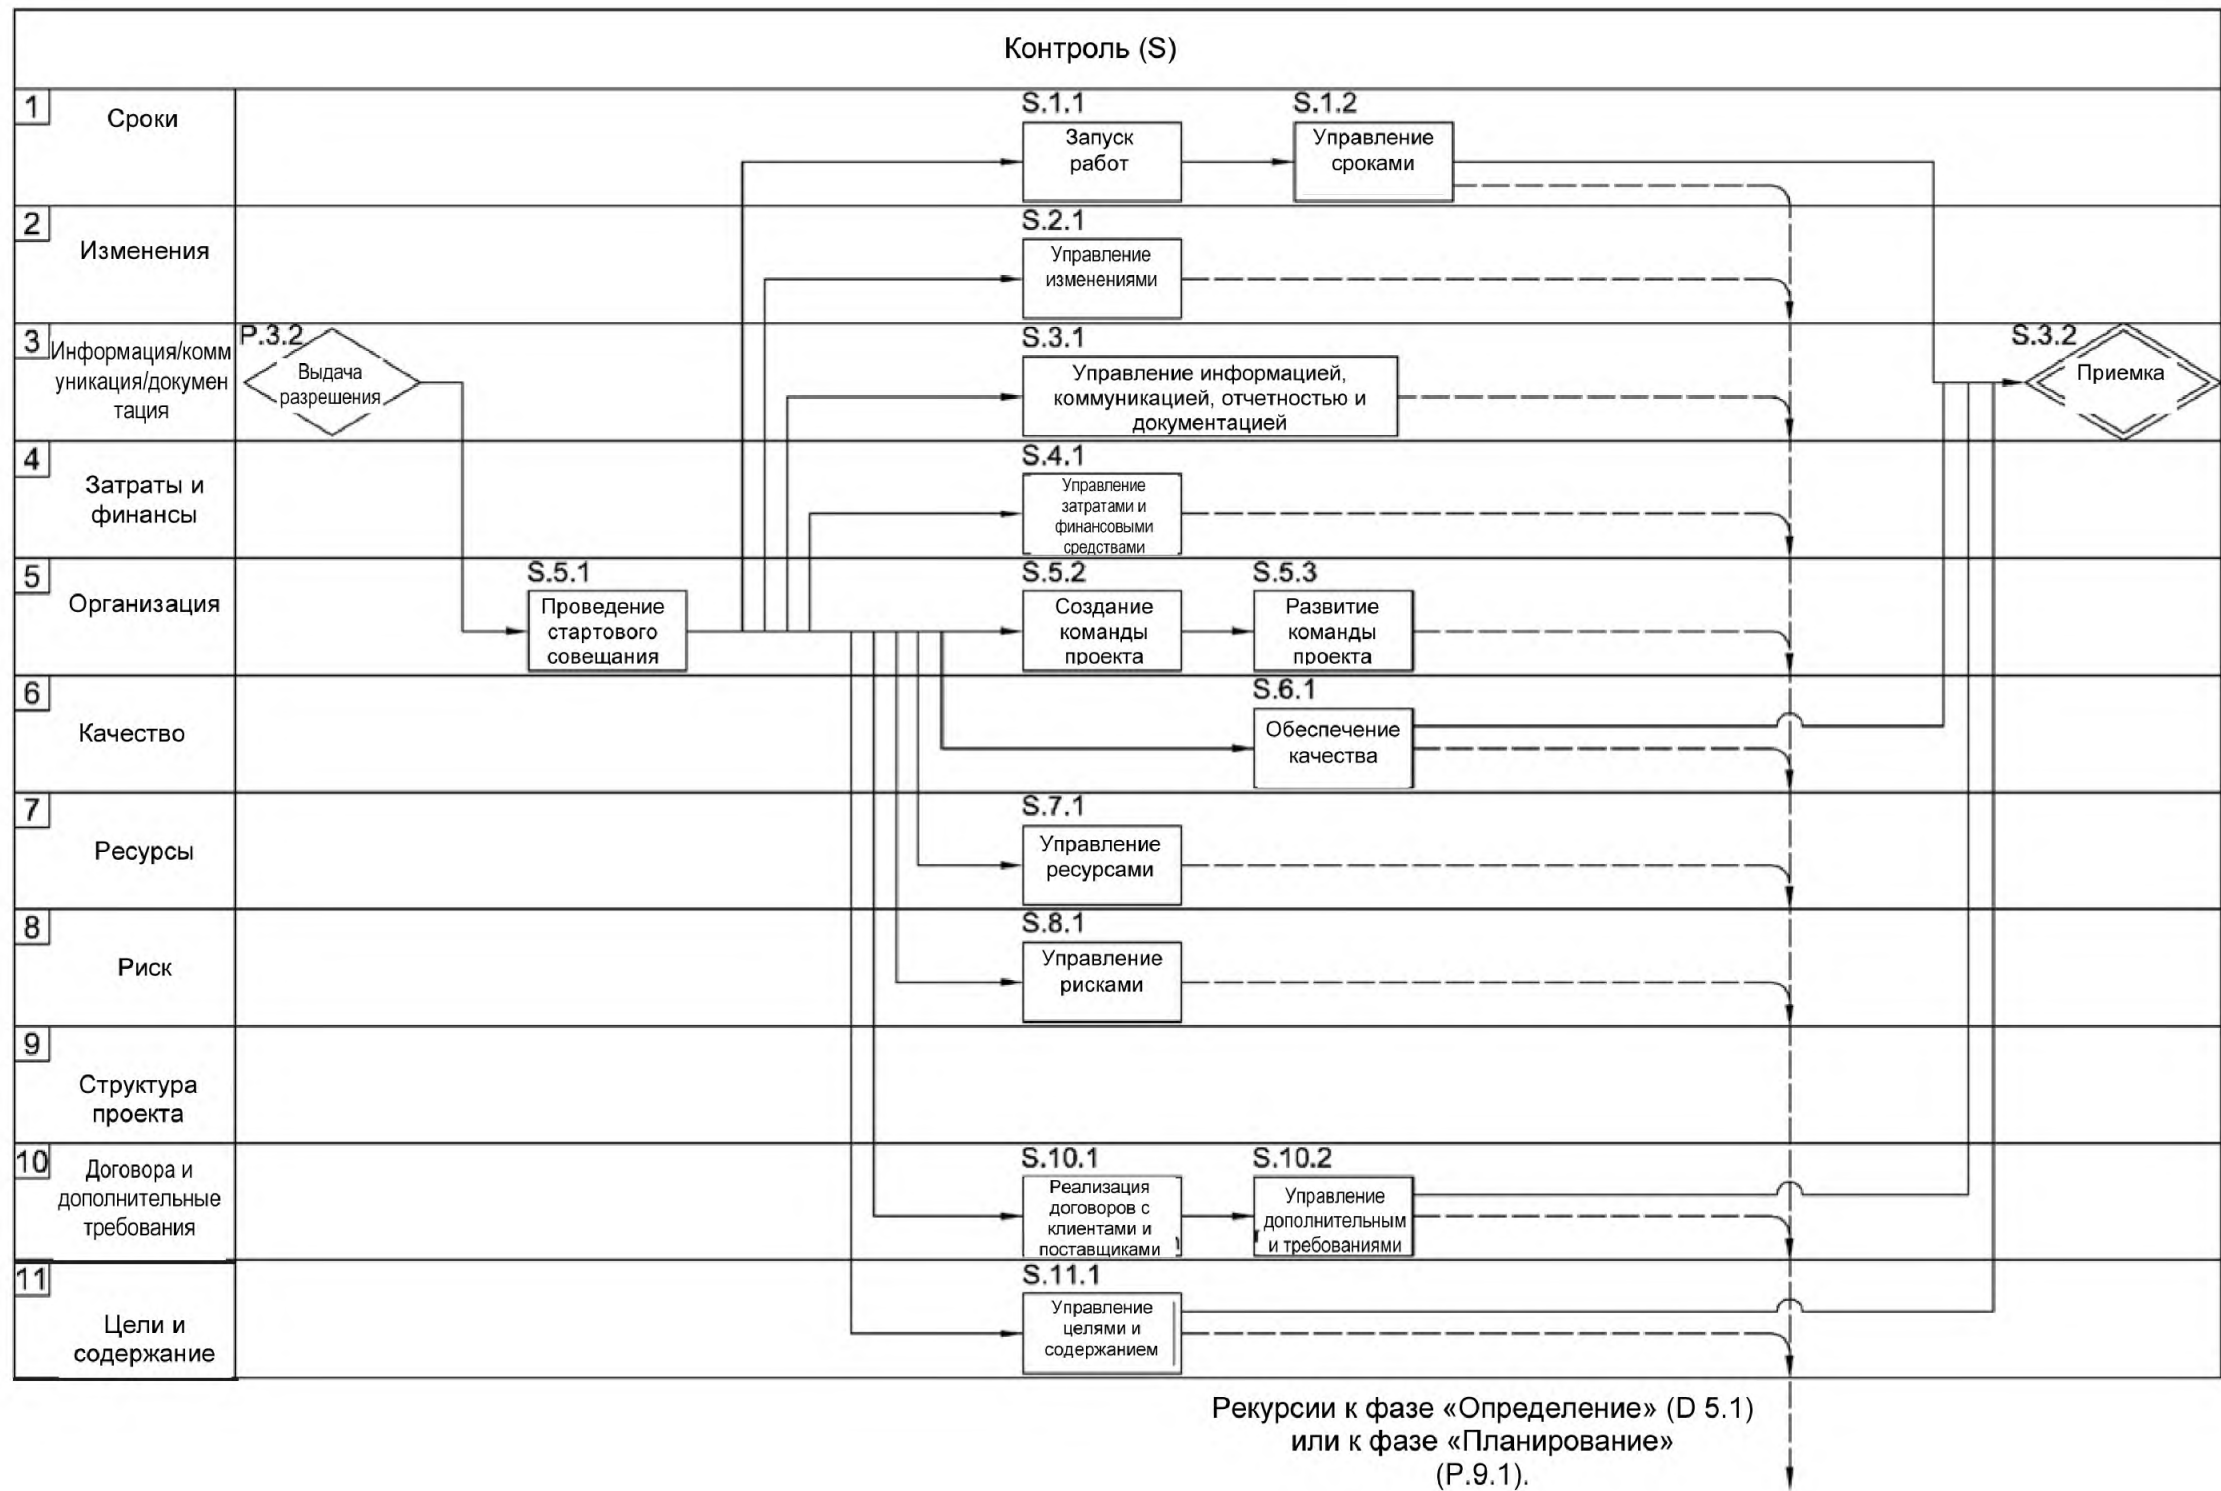 Контроль (S)
1
Сроки
S.1.1
Запуск
работ
S.1.2
Управление
сроками
2
Изменения
S.2.1
Управление
изменениями
3
Информация/комм
уникация/докумен
тация
P.3.2
Выдача
разрешения
S.3.1
Управление информацией,
коммуникацией, отчетностью и
документацией
S.3.2
Приемка
4
Затраты и
финансы
S.4.1
Управление
затратами и
финансовыми
средствами
5
Организация
S.5.1
Проведение
стартового
совещания
S.5.2
Создание
команды
проекта
S.5.3
Развитие
команды
проекта
6
Качество
S.6.1
Обеспечение
качества
7
Ресурсы
S.7.1
Управление
ресурсами
8
Риск
S.8.1
Управление
рисками
9
Структура
проекта
10
Договора и
дополнительные
требования
S.10.1
Реализация
договоров с
клиентами и
поставщиками
S.10.2
Управление
дополнительным
и требованиями
11
Цели и
содержание
S.11.1
Управление
целями и
содержанием
Рекурсии к фазе «Определение» (D 5.1)
или к фазе «Планирование»
(P.9.1).